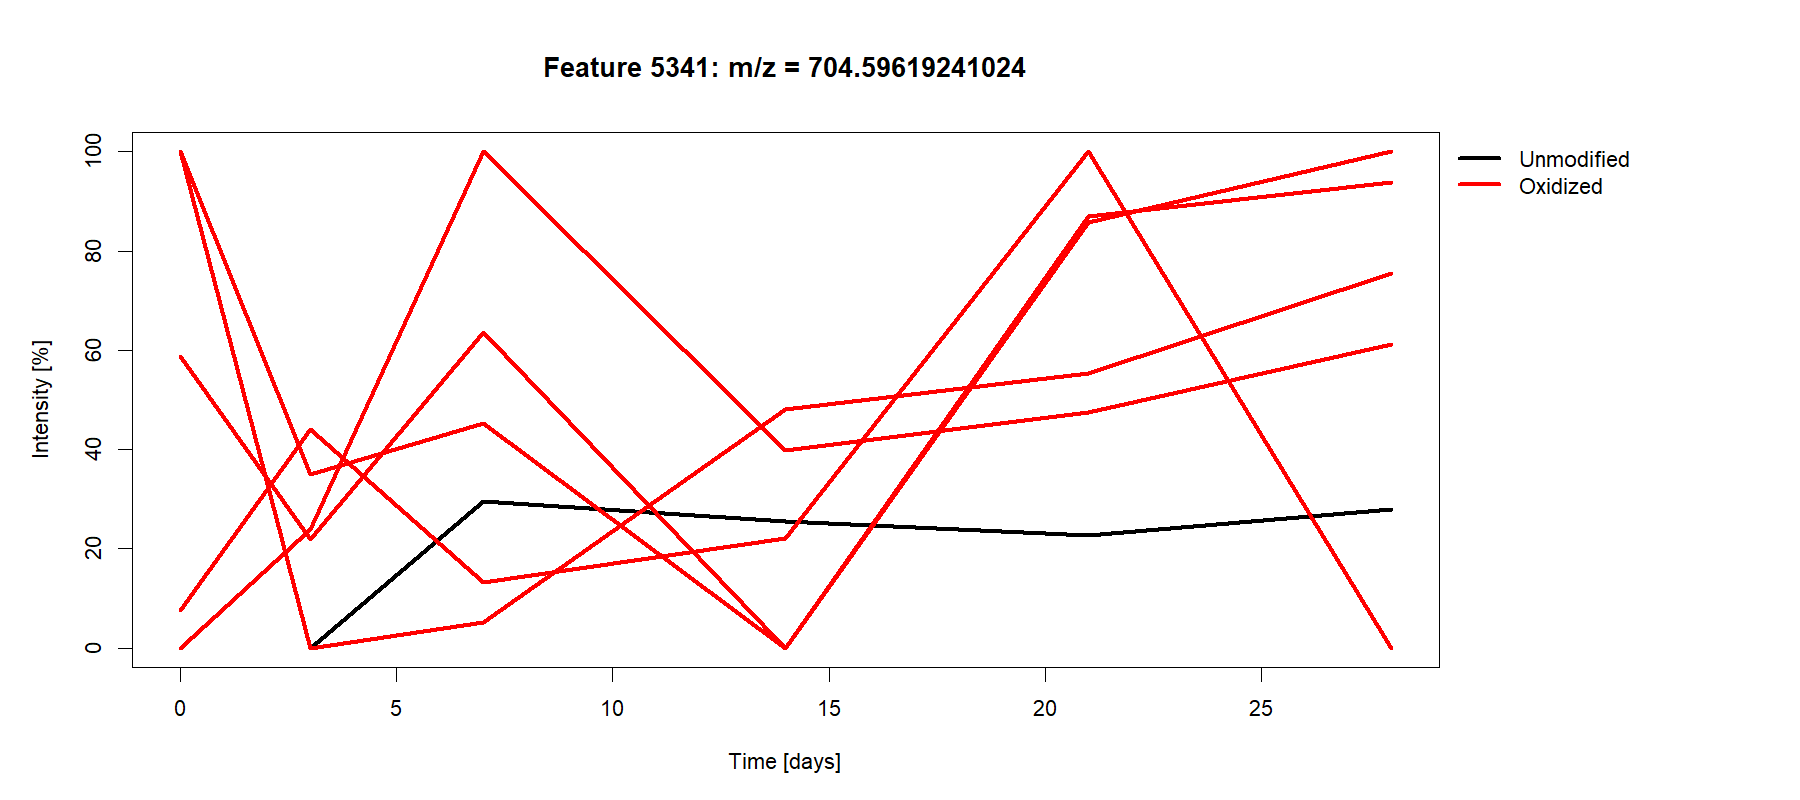 Feature 5341: m/z = 704.59619241024
Unmodified
Oxidized
Intensity [%]
100
80
60
40
20
0
0 5 10 15 20 25
Time [days]